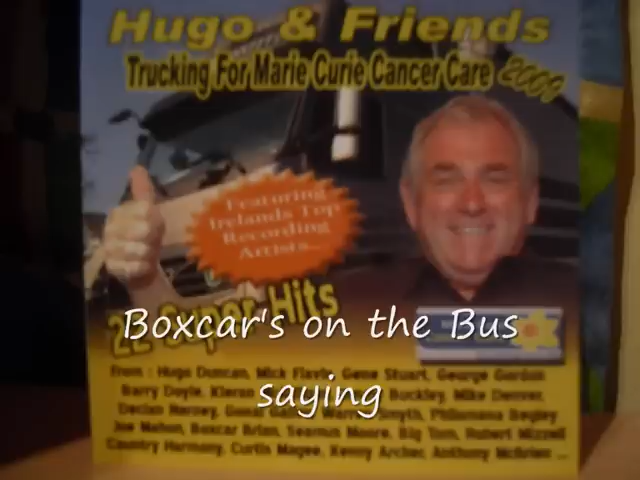 Hugo & Friends
Trucking For Marie Curie Cancer Care 2009
Featuring
Irelands Top
Recording
Artists...
22 Super Hits
Boxcar's on the Bus
saying
From : Hugo Duncan, Mick Flavin, Gene Stuart, George Gordon
Barry Doyle, Kieran Buckley, Mike Denver,
Declan Nerney, Philomena Begley
Joe Mahon, Boxcar Brian, Seamus Moore, Big Tom, Robert Mizzell
Country Harmony, Curtis Magee, Kenny Archer, Anthony McBrien ...